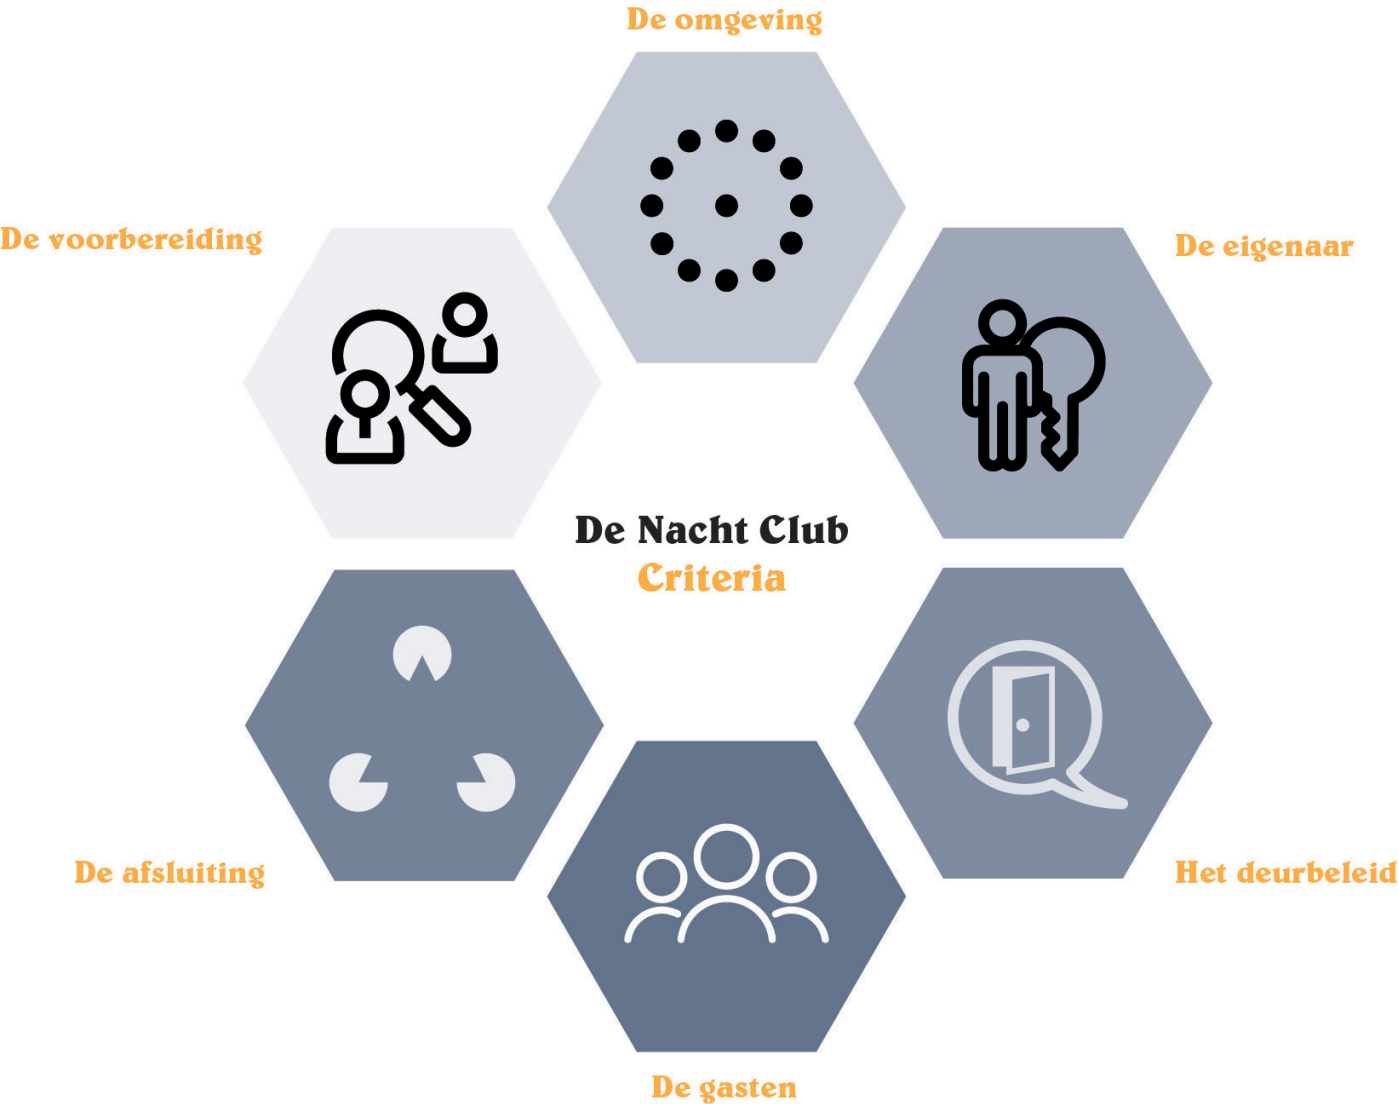 De omgeving
De voorbereiding
De eigenaar
De Nacht Club
Criteria
De afsluiting
Het deurbeleid
De gasten